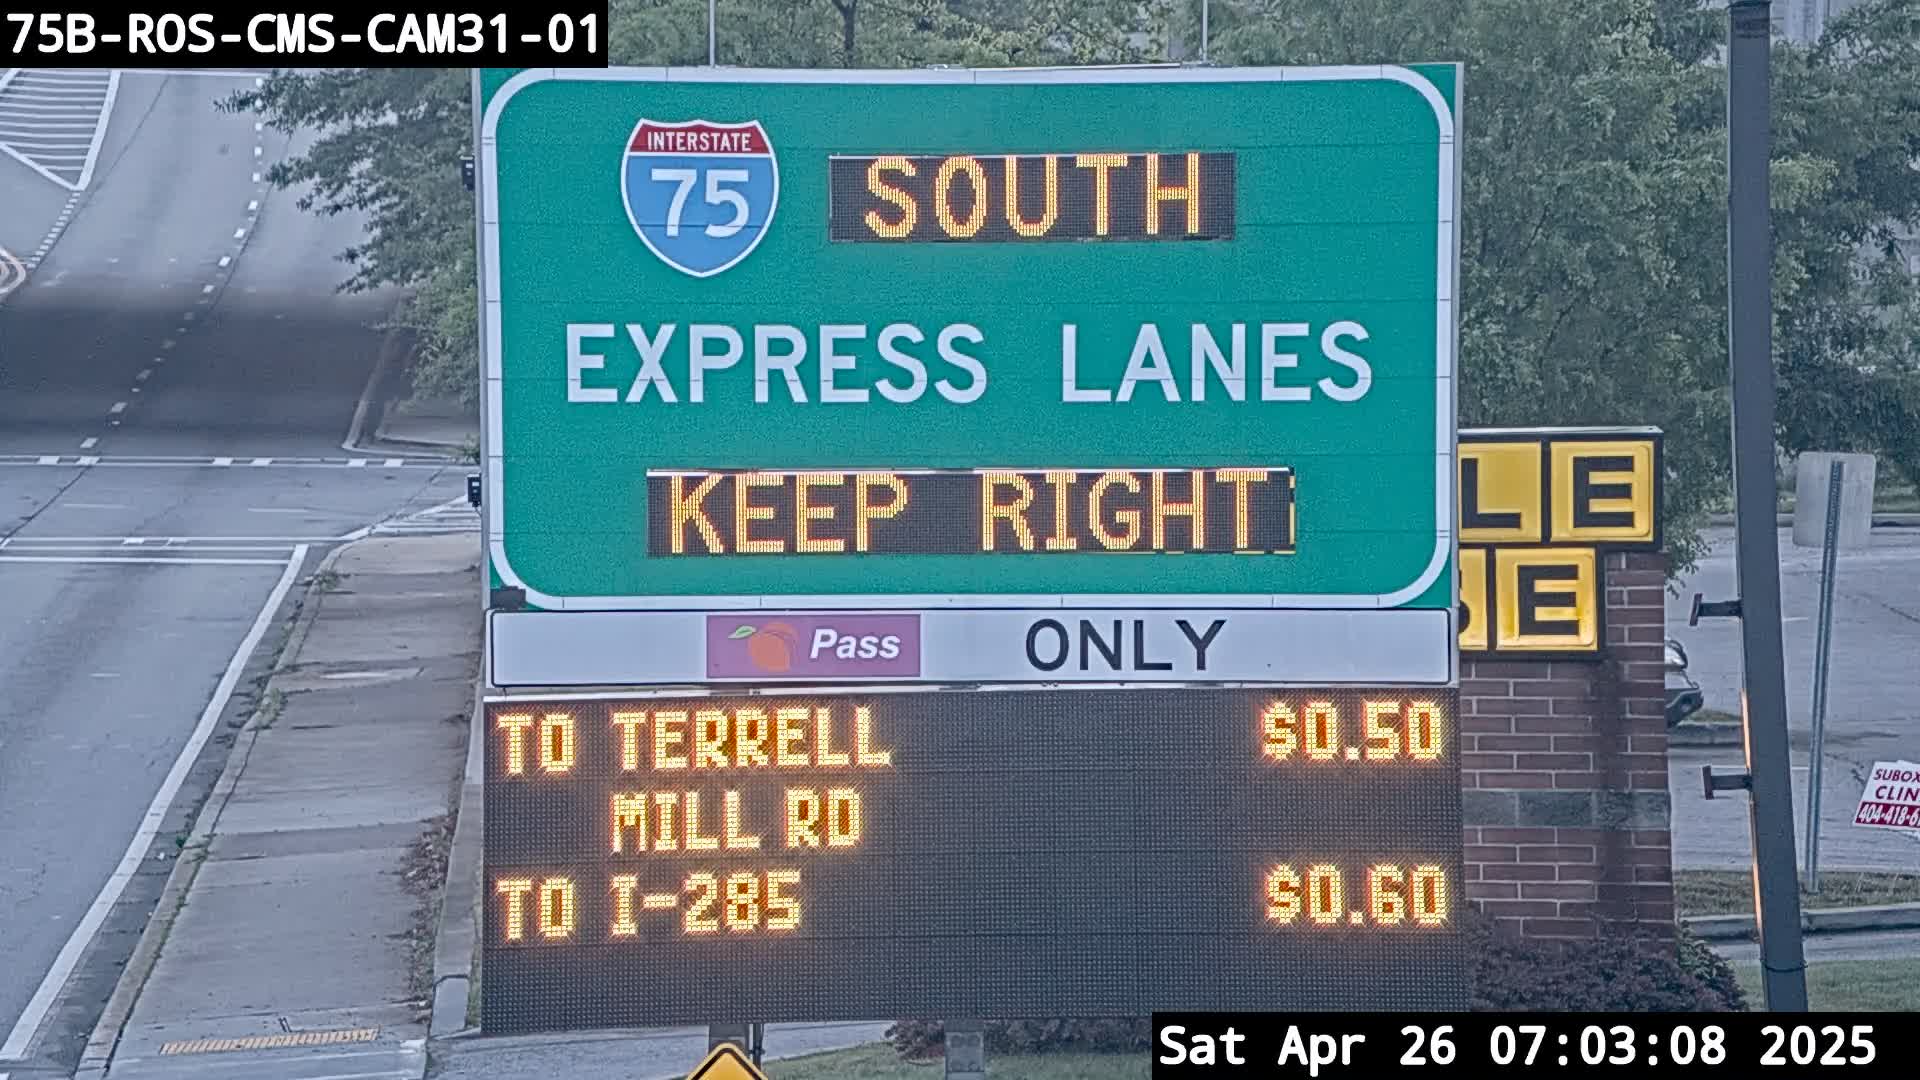 75B-ROS-CMS-CAM31-01
INTERSTATE
75
SOUTH
EXPRESS LANES
KEEP RIGHT
Pass ONLY
TO TERRELL $0.50
MILL RD
TO I-285 $0.60
LE
E
Sat Apr 26 07:03:08 2025